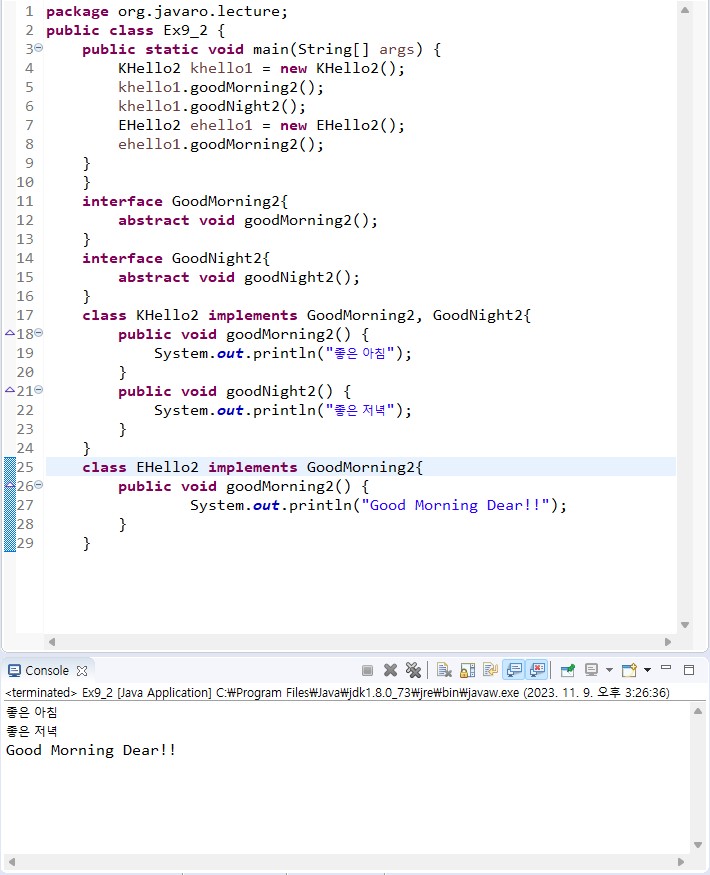 1 package org.javaro.lecture;
2 public class Ex9_2 {
3 public static void main(String[] args) {
4 KHello2 khello1 = new KHello2();
5 khello1.goodMorning2();
6 khello1.goodNight2();
7 EHello2 ehello1 = new EHello2();
8 ehello1.goodMorning2();
9 }
10 }
11 interface GoodMorning2{
12 abstract void goodMorning2();
13 }
14 interface GoodNight2{
15 abstract void goodNight2();
16 }
17 class KHello2 implements GoodMorning2, GoodNight2{
18 public void goodMorning2() {
19 System.out.println("좋은 아침");
20 }
21 public void goodNight2() {
22 System.out.println("좋은 저녁");
23 }
24 }
25 class EHello2 implements GoodMorning2{
26 public void goodMorning2() {
27 System.out.println("Good Morning Dear!!");
28 }
29 }
Console
<terminated> Ex9_2 [Java Application] C:₩Program Files₩Java₩jdk1.8.0_73₩jre₩bin₩javaw.exe (2023. 11. 9. 오후 3:26:36)
좋은 아침
좋은 저녁
Good Morning Dear!!